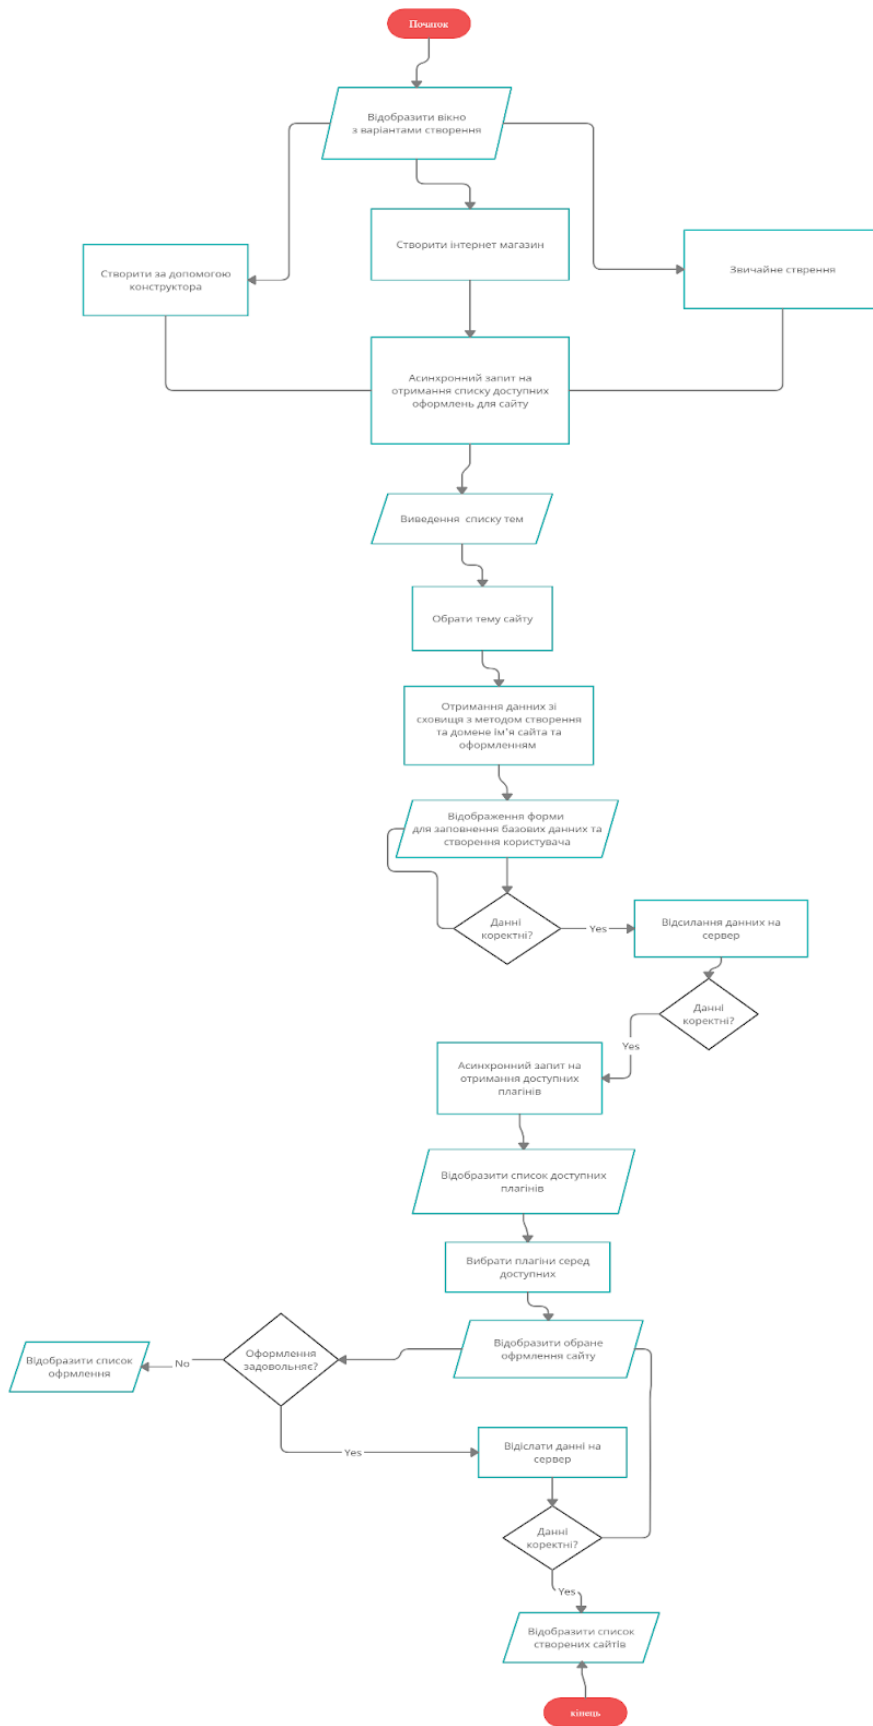 Початок
Відобразити вікно
з варіантами створення
Створити інтернет магазин
Створити за допомогою
конструктора
Звичайне стврення
Асинхронний запит на
отримання списку доступних
оформлень для сайту
Виведення списку тем
Обрати тему сайту
Отримання данних зі
сховищя з методом створення
та домене ім'я сайта та
оформленням
Відображення форми
для заповнення базових данних та
створення користувача
Данні
коректні?
Yes
Відсилання данних на
сервер
Данні
коректні?
Yes
Асинхронний запит на
отримання доступних
плагінів
Відобразити список доступних
плагінів
Вибрати плагіни серед
доступних
Відобразити обране
офрмлення сайту
Оформлення
задовольняє?
No
Відобразити список
офрмлення
Yes
Відіслати данні на
сервер
Данні
коректні?
Yes
Відобразити список
створених сайтів
кінець